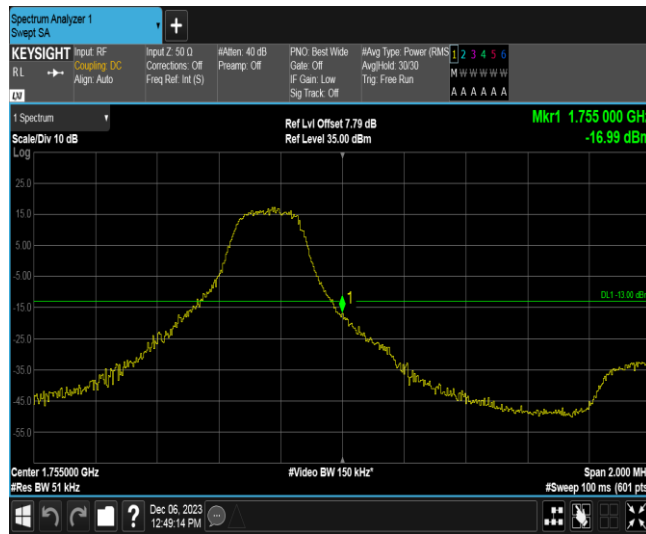 Spectrum Analyzer 1
Swept SA
+
KEYSIGHT
RL
LXI
Input: RF
Coupling: DC
Align: Auto
Input Z: 50 Ω
Corrections: Off
Freq Ref: Int (S)
#Atten: 40 dB
Preamp: Off
PNO: Best Wide
Gate: Off
IF Gain: Low
Sig Track: Off
#Avg Type: Power (RMS
Avg|Hold: 30/30
Trig: Free Run
1 2 3 4 5 6
M W W W W W
A A A A A A
1 Spectrum
Scale/Div 10 dB
Ref Lvl Offset 7.79 dB
Ref Level 35.00 dBm
Mkr1 1.755 000 GHz
-16.99 dBm
Log
25.0
15.0
5.00
-5.00
-15.0
-25.0
-35.0
-45.0
-55.0
1
DL1 -13.00 dBm
Center 1.755000 GHz
#Res BW 51 kHz
#Video BW 150 kHz*
Span 2.000 MHz
#Sweep 100 ms (601 pts)
?
Dec 06, 2023
12:49:14 PM